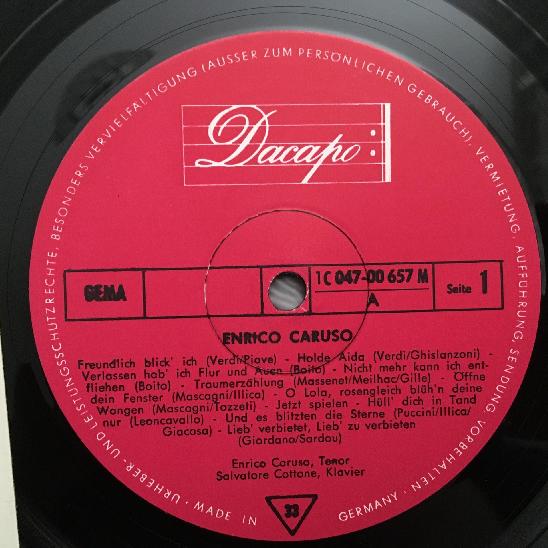 URHEBER- UND LEISTUNGSSCHUTZRECHTE, BESONDERS VERVIELFÄLTIGUNG (AUSSER ZUM PERSÖNLICHEN GEBRAUCH), VERMIETUNG, AUFFÜHRUNG, SENDUNG VORBEHALTEN · MADE IN GERMANY ·
Dacapo
GEMA
1C 047-00 657 M
A
Seite 1
ENRICO CARUSO
Freundlich blick' ich (Verdi/Piave) - Holde Aida (Verdi/Ghislanzoni) -
Verlassen hab' ich Flur und Auen (Boito) - Nicht mehr kann ich ent-
fliehen (Boito) - Traumerzählung (Massenet/Meilhac/Gille) - Öffne
dein Fenster (Mascagni/Illica) - O Lola, rosengleich blüh'n deine
Wangen (Mascagni/Tozzeti) - Jetzt spielen - Hüll' dich in Tand
nur (Leoncavallo) - Und es blitzten die Sterne (Puccini/Illica/
Giacosa) - Lieb' verbietet, Lieb' zu verbieten
(Giordano/Sardou)
Enrico Caruso, Tenor
Salvatore Cottone, Klavier
33